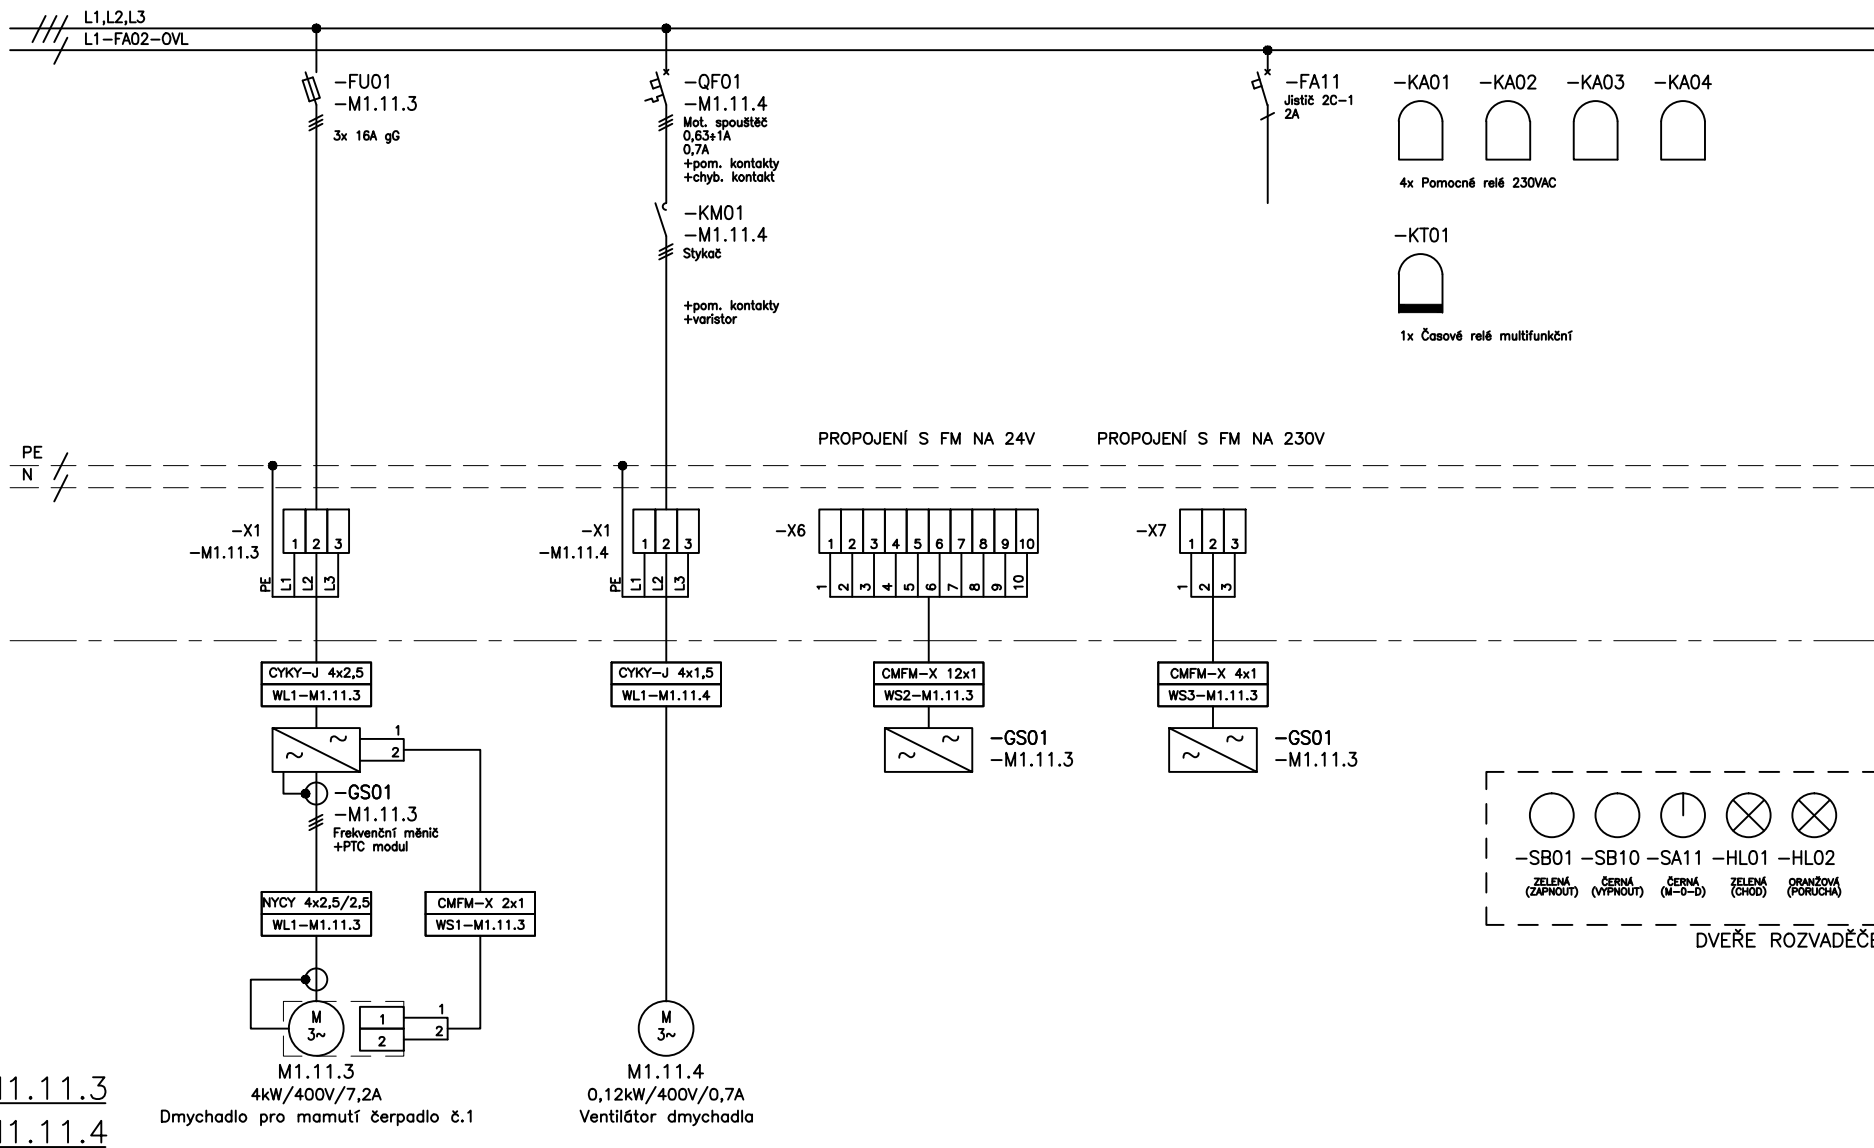 L1,L2,L3
L1-FA02-OVL
-FU01
-M1.11.3
3x 16A gG
-QF01
-M1.11.4
Mot. spouštěč
0,63÷1A
0,7A
+pom. kontakty
+chyb. kontakt
-KM01
-M1.11.4
Stykač
+pom. kontakty
+varistor
-FA11
Jistič 2C-1
2A
-KA01 -KA02 -KA03 -KA04
4x Pomocné relé 230VAC
-KT01
1x Časové relé multifunkční
PROPOJENÍ S FM NA 24V
PROPOJENÍ S FM NA 230V
PE
N
-X1
-M1.11.3
1 2 3
PE L1 L2 L3
-X1
-M1.11.4
1 2 3
PE L1 L2 L3
-X6
1 2 3 4 5 6 7 8 9 10
1 2 3 4 5 6 7 8 9 10
-X7
1 2 3
1 2 3
CYKY-J 4x2,5
WL1-M1.11.3
CYKY-J 4x1,5
WL1-M1.11.4
CMFM-X 12x1
WS2-M1.11.3
CMFM-X 4x1
WS3-M1.11.3
~ ~
1
2
-GS01
-M1.11.3
Frekvenční měnič
+PTC modul
~ ~
-GS01
-M1.11.3
~ ~
-GS01
-M1.11.3
NYCY 4x2,5/2,5
WL1-M1.11.3
CMFM-X 2x1
WS1-M1.11.3
-SB01 -SB10 -SA11 -HL01 -HL02
ZELENÁ
(ZAPNOUT)
ČERNÁ
(VYPNOUT)
ČERNÁ
(M-0-D)
ZELENÁ
(CHOD)
ORANŽOVÁ
(PORUCHA)
DVEŘE ROZVADĚČE
M
3~
1
2
1
2
M
3~
M1.11.3
4kW/400V/7,2A
Dmychadlo pro mamutí čerpadlo č.1
M1.11.4
0,12kW/400V/0,7A
Ventilátor dmychadla
11.11.3
11.11.4